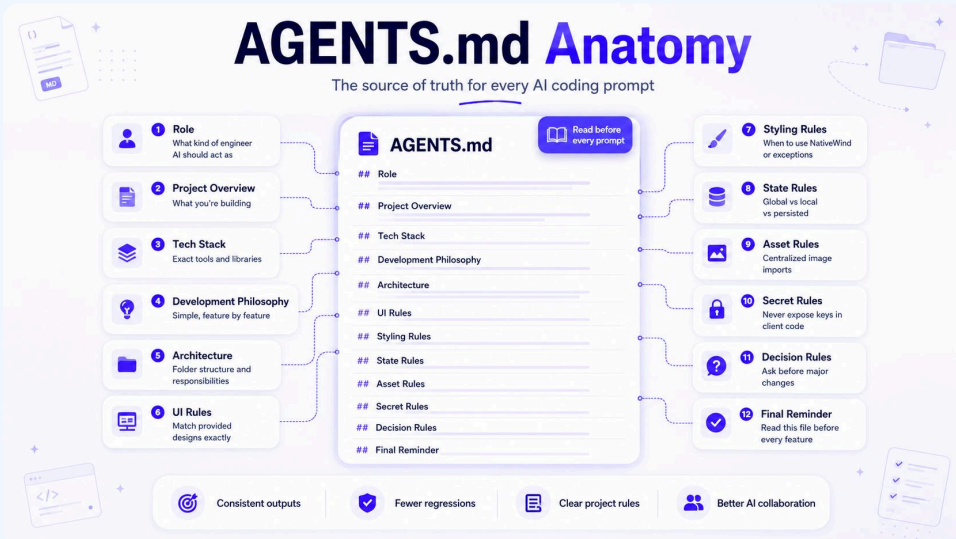 AGENTS.md Anatomy
The source of truth for every AI coding prompt
{}
MD
1 Role
What kind of engineer
AI should act as
2 Project Overview
What you're building
3 Tech Stack
Exact tools and libraries
4 Development Philosophy
Simple, feature by feature
5 Architecture
Folder structure and
responsibilities
6 UI Rules
Match provided
designs exactly
AGENTS.md
Read before
every prompt
## Role
## Project Overview
## Tech Stack
## Development Philosophy
## Architecture
## UI Rules
## Styling Rules
## State Rules
## Asset Rules
## Secret Rules
## Decision Rules
## Final Reminder
7 Styling Rules
When to use NativeWind
or exceptions
8 State Rules
Global vs local
vs persisted
9 Asset Rules
Centralized image
imports
10 Secret Rules
Never expose keys in
client code
11 Decision Rules
Ask before major
changes
12 Final Reminder
Read this file before
every feature
</>
Consistent outputs
Fewer regressions
Clear project rules
Better AI collaboration